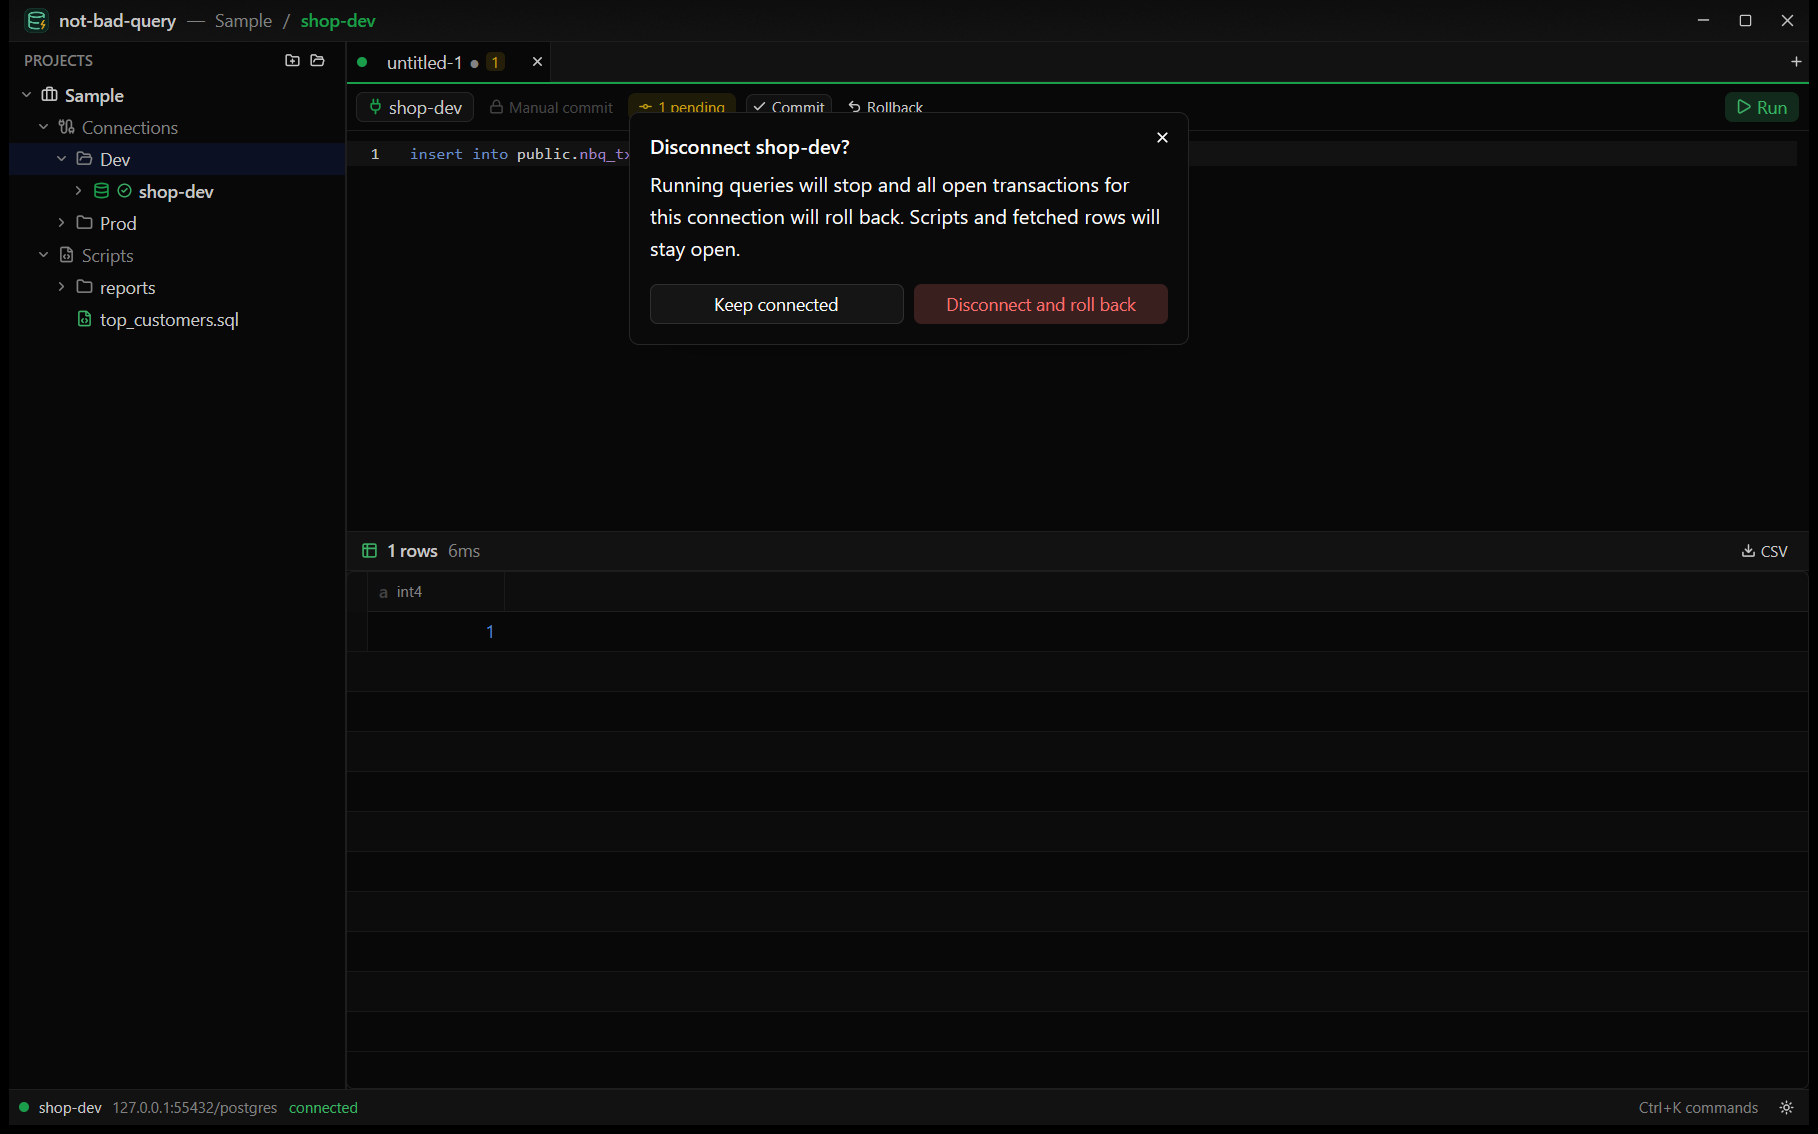 not-bad-query — Sample / shop-dev
PROJECTS
Sample
Connections
Dev
shop-dev
Prod
Scripts
reports
top_customers.sql
untitled-1 ● 1
shop-dev Manual commit 1 pending Commit Rollback Run
1 insert into public.nbq_tx
Disconnect shop-dev?
Running queries will stop and all open transactions for
this connection will roll back. Scripts and fetched rows will
stay open.
Keep connected Disconnect and roll back
1 rows 6ms CSV
a int4
1
shop-dev 127.0.0.1:55432/postgres connected Ctrl+K commands